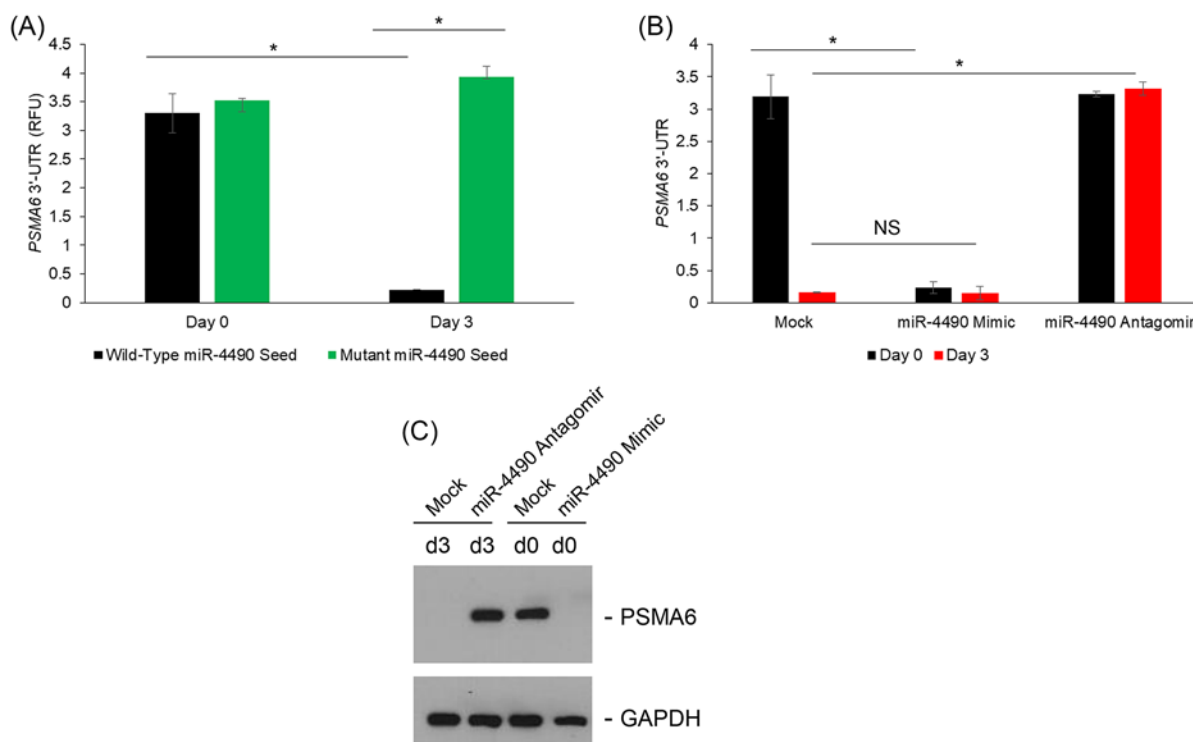 (A)
*
*
PSMA6 3'-UTR (RFU)
4.5
4
3.5
3
2.5
2
1.5
1
0.5
0
Day 0 Day 3
Wild-Type miR-4490 Seed Mutant miR-4490 Seed
(B)
*
*
NS
PSMA6 3'-UTR
4
3.5
3
2.5
2
1.5
1
0.5
0
Mock miR-4490 Mimic miR-4490 Antagomir
Day 0 Day 3
(C)
Mock miR-4490 Antagomir Mock miR-4490 Mimic
d3 d3 d0 d0
- PSMA6
- GAPDH